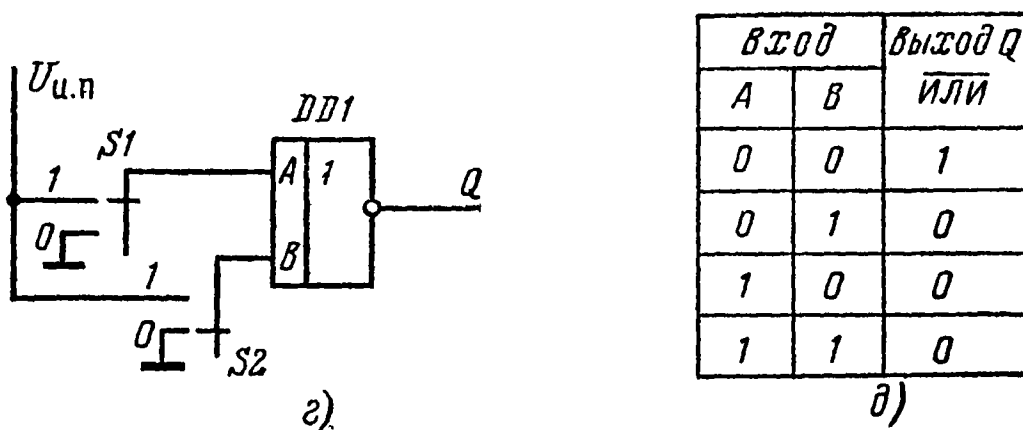 Uи.п
DD1
S1
1
A 1
Q
0
B
1
0
S2
г)
вход выход Q
A B ИЛИ
0 0 1
0 1 0
1 0 0
1 1 0
д)